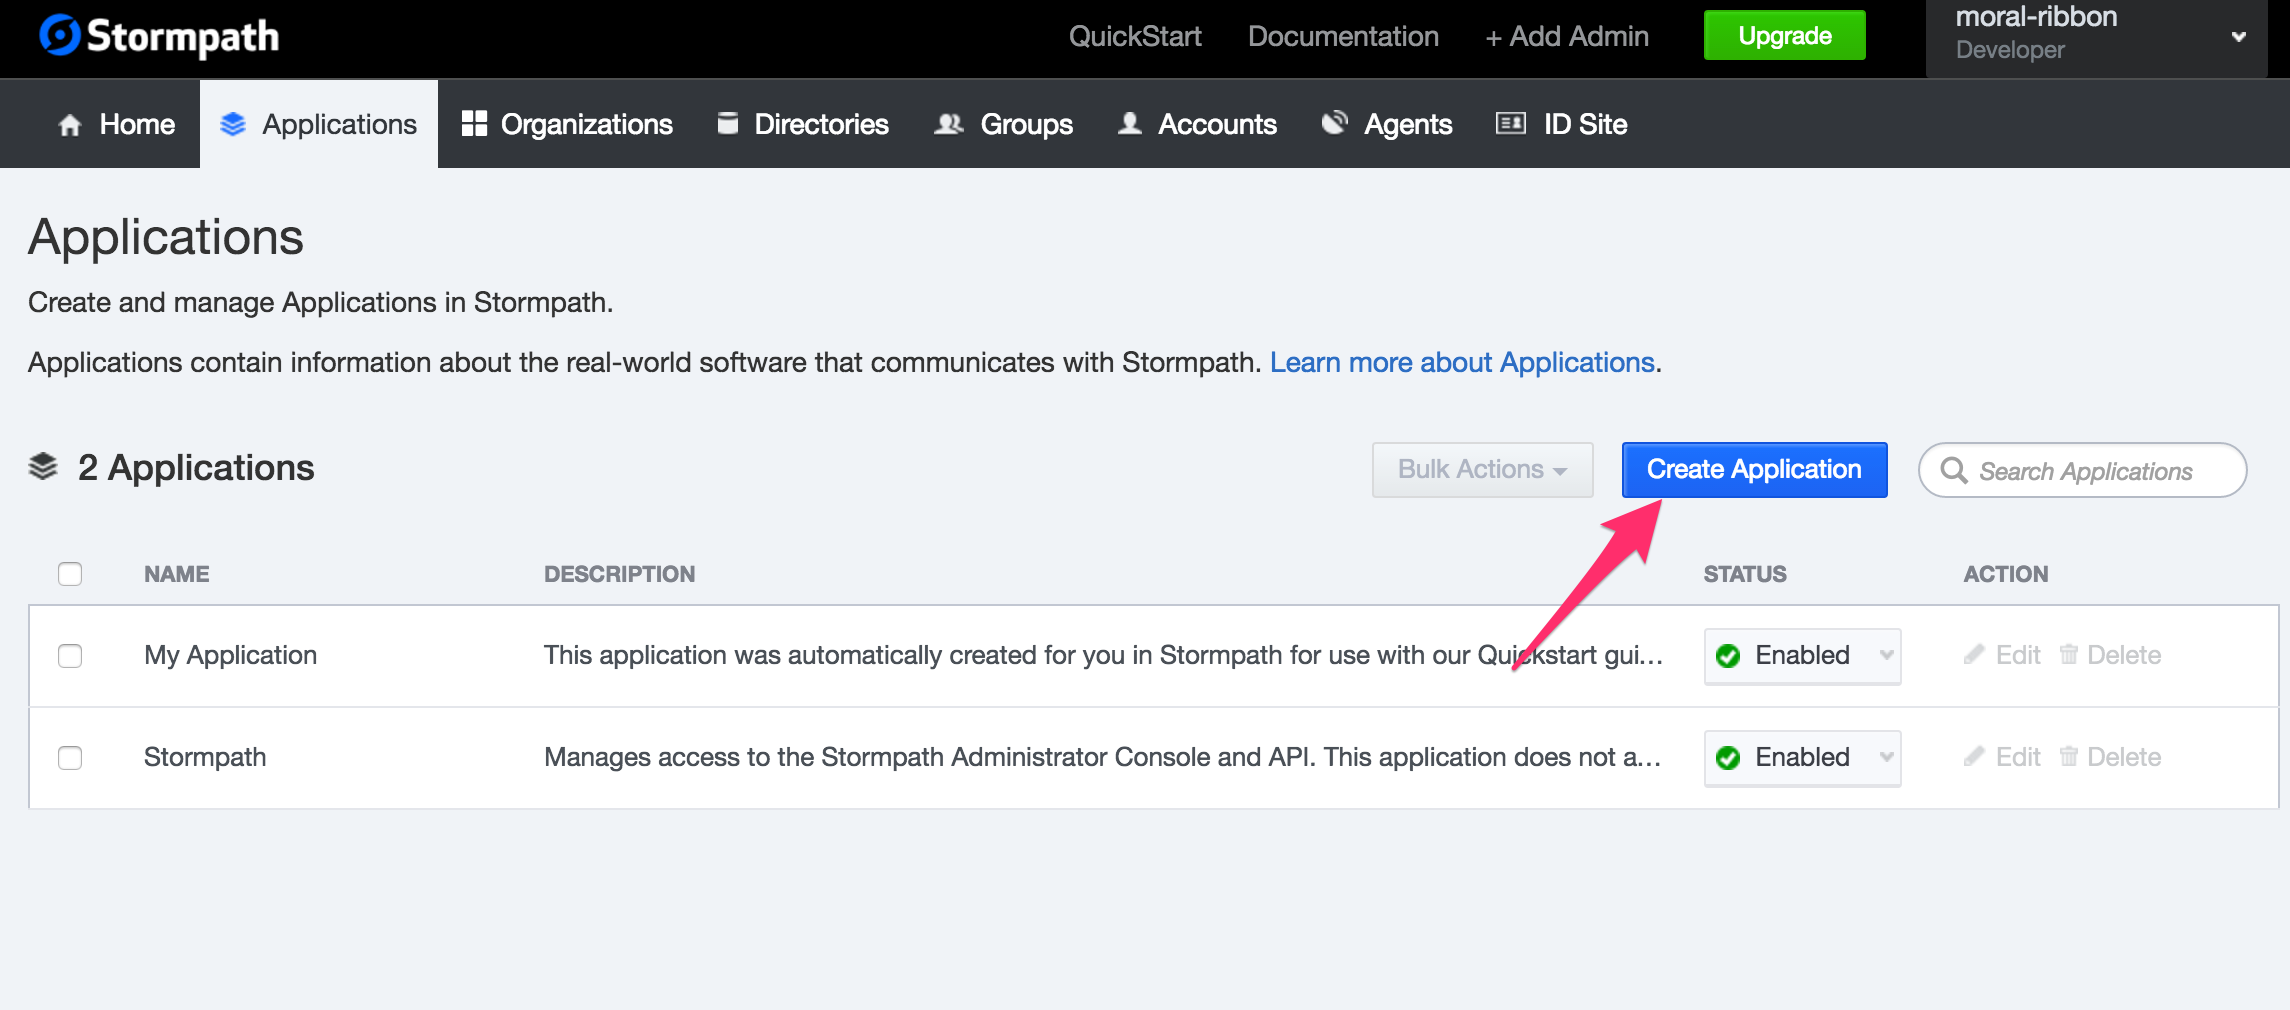 Stormpath
QuickStart Documentation + Add Admin Upgrade
moral-ribbon
Developer
Home Applications Organizations Directories Groups Accounts Agents ID Site
Applications
Create and manage Applications in Stormpath.
Applications contain information about the real-world software that communicates with Stormpath. Learn more about Applications.
2 Applications Bulk Actions Create Application Search Applications
NAME DESCRIPTION STATUS ACTION
My Application This application was automatically created for you in Stormpath for use with our Quickstart gui... Enabled Edit Delete
Stormpath Manages access to the Stormpath Administrator Console and API. This application does not a... Enabled Edit Delete